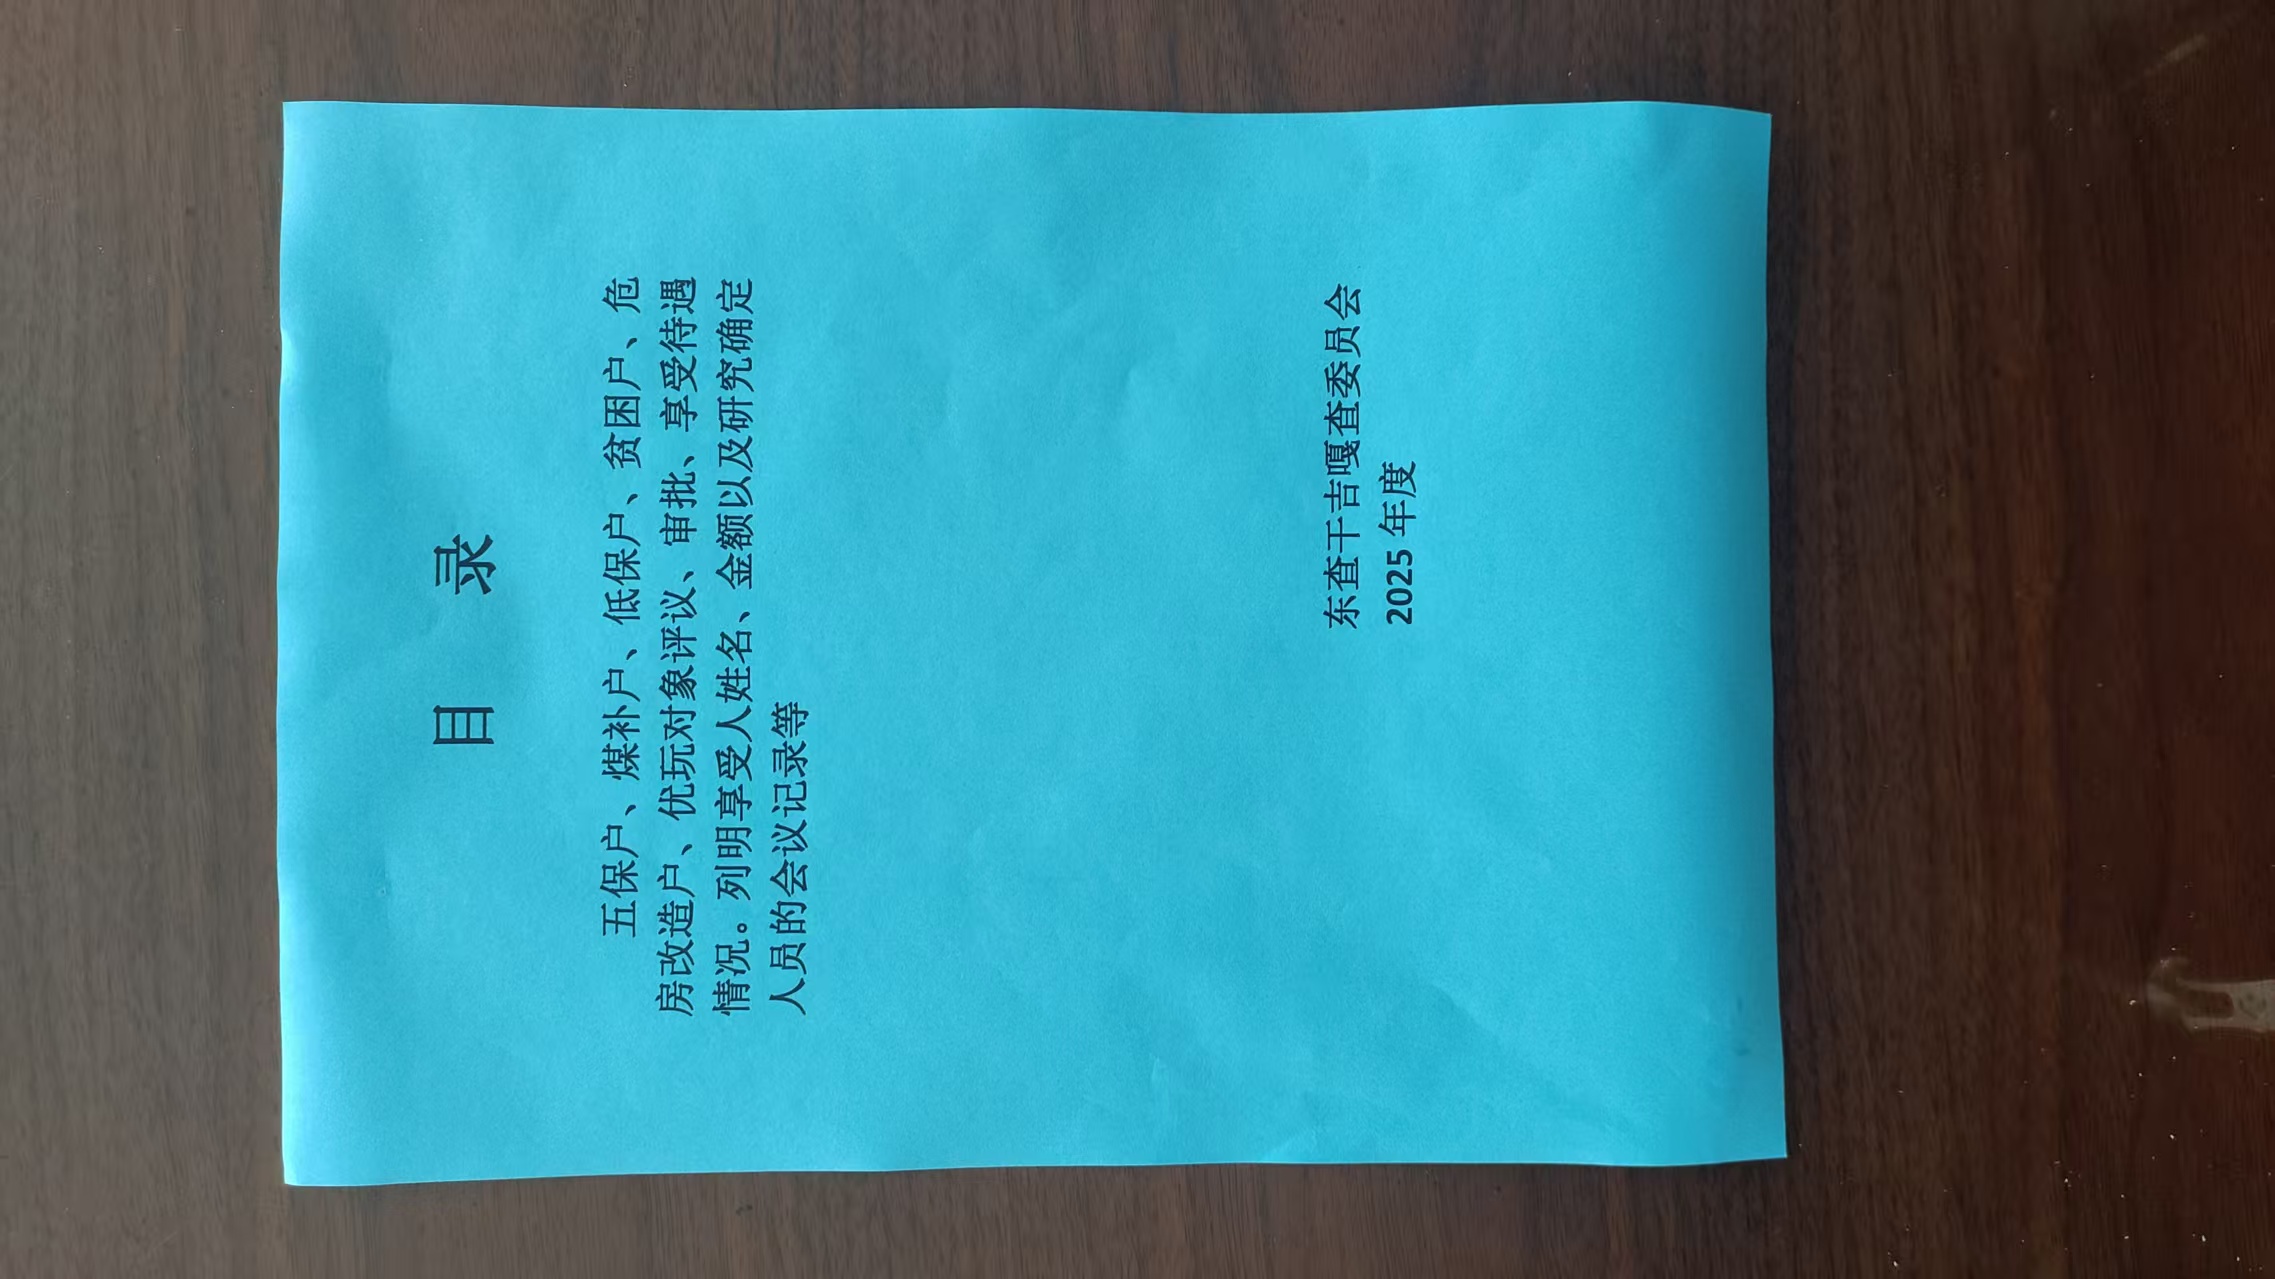 目 录
五保户、煤补户、低保户、贫困户、危
房改造户、优玩对象评议、审批、享受待遇
情况。列明享受人姓名、金额以及研究确定
人员的会议记录等
东查干吉嘎查委员会
2025 年度